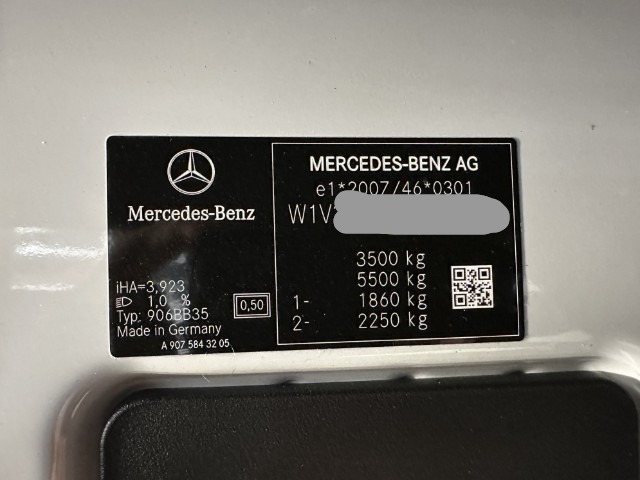 Mercedes-Benz
iHA=3,923
1,0 %
Typ: 906BB35
Made in Germany
0,50
A 907 584 32 05
MERCEDES-BENZ AG
e1*2007/46*0301
W1V
3500 kg
5500 kg
1- 1860 kg
2- 2250 kg